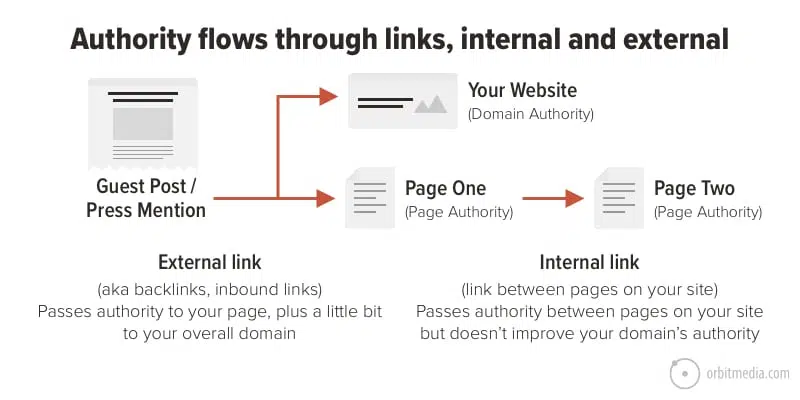 Authority flows through links, internal and external
Your Website
(Domain Authority)
Guest Post /
Press Mention
Page One
(Page Authority)
Page Two
(Page Authority)
External link
(aka backlinks, inbound links)
Passes authority to your page, plus a little bit
to your overall domain
Internal link
(link between pages on your site)
Passes authority between pages on your site
but doesn’t improve your domain’s authority
orbitmedia.com